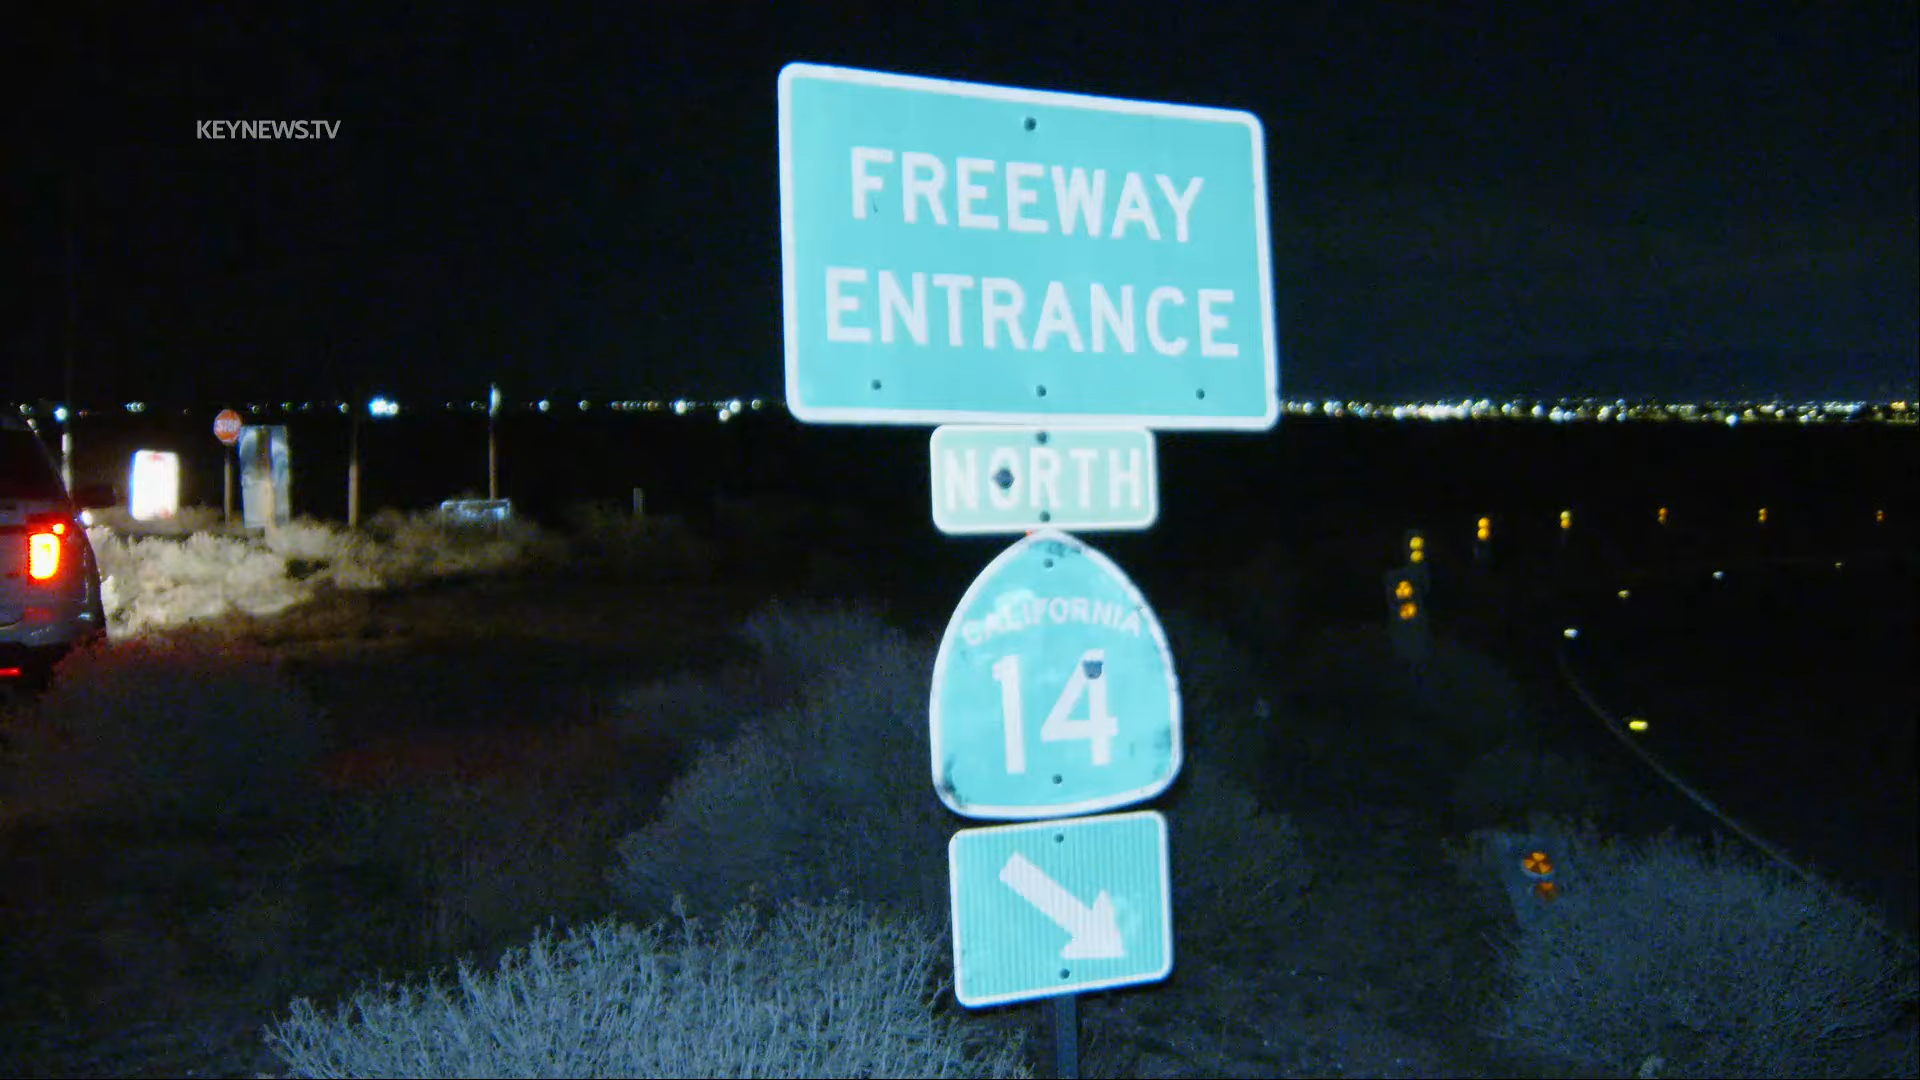 KEYNEWS.TV
FREEWAY
ENTRANCE
NORTH
CALIFORNIA
14
STOP